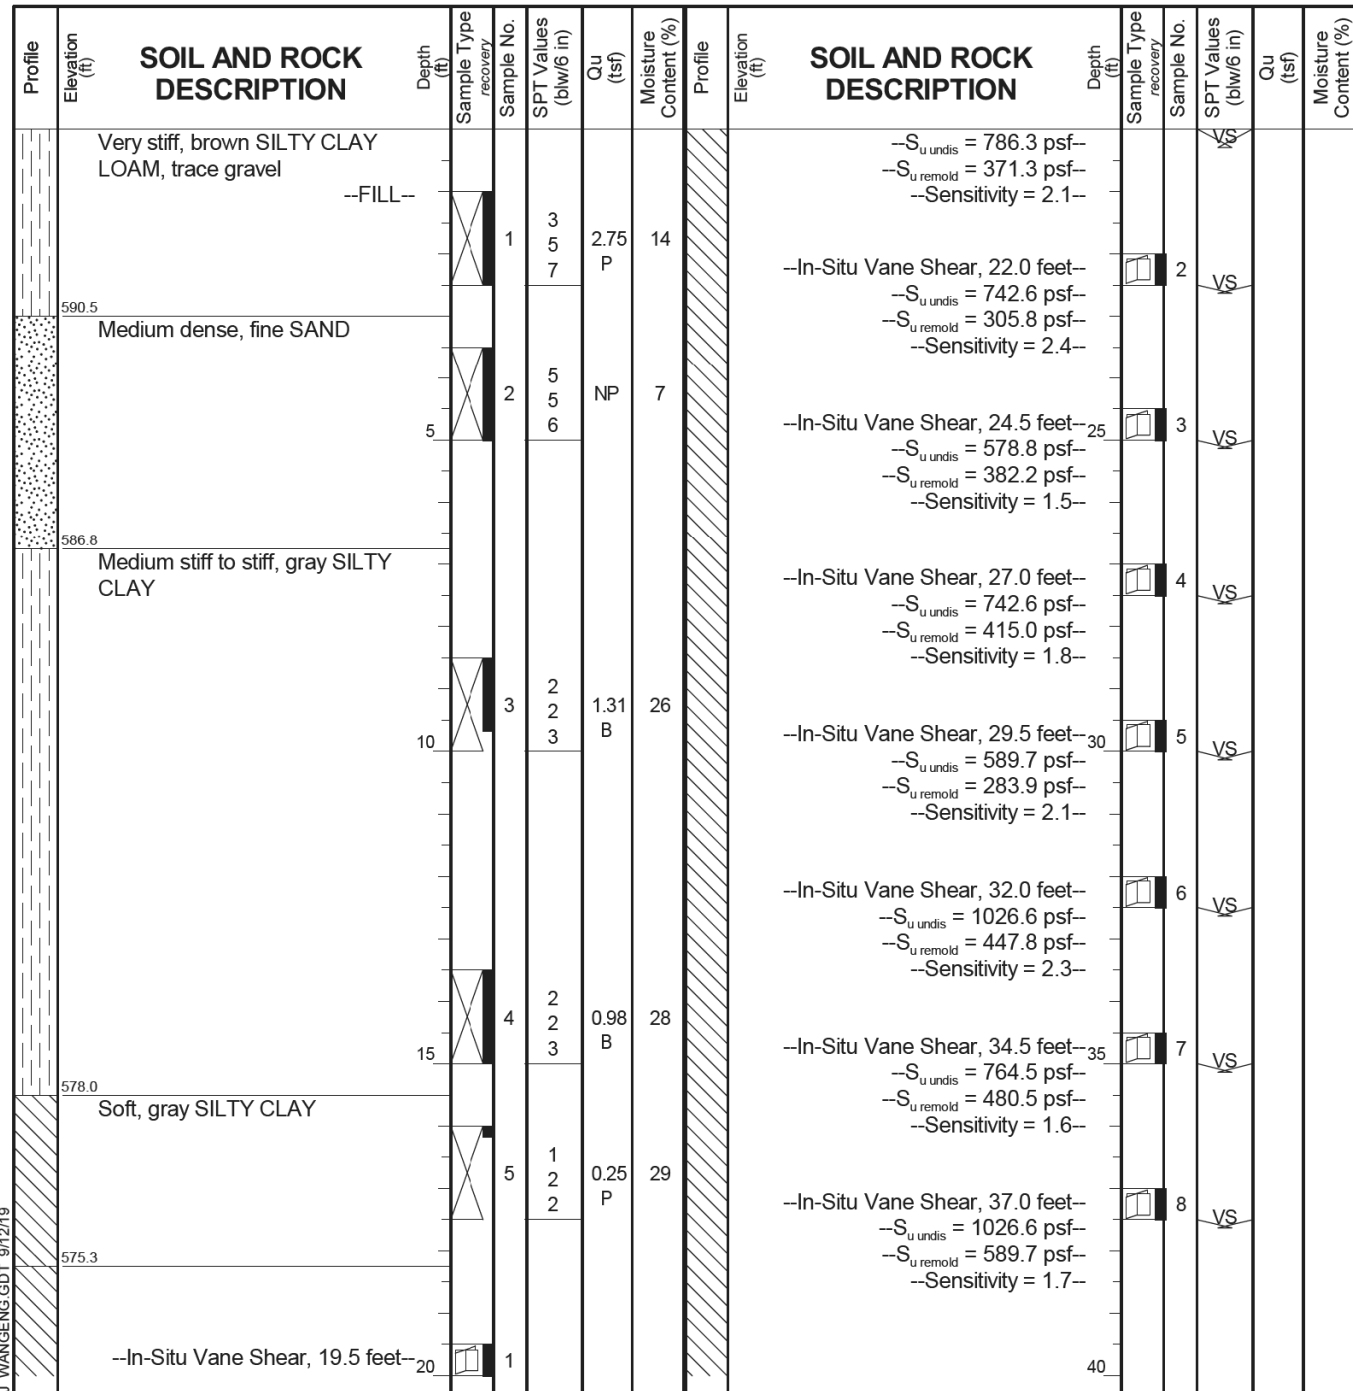 Profile
Elevation
(ft)
SOIL AND ROCK
DESCRIPTION
Depth
(ft)
Sample Type
recovery
Sample No.
SPT Values
(blw/6 in)
Qu
(tsf)
Moisture
Content (%)
Very stiff, brown SILTY CLAY
LOAM, trace gravel
--FILL--
1
3
5
7
2.75
P
14
590.5
Medium dense, fine SAND
2
5
5
6
NP
7
5
586.8
Medium stiff to stiff, gray SILTY
CLAY
3
2
2
3
1.31
B
26
10
4
2
2
3
0.98
B
28
15
578.0
Soft, gray SILTY CLAY
5
1
2
2
0.25
P
29
575.3
--In-Situ Vane Shear, 19.5 feet--
20
1
WANGENG.GDT 9/12/19
Profile
Elevation
(ft)
SOIL AND ROCK
DESCRIPTION
Depth
(ft)
Sample Type
recovery
Sample No.
SPT Values
(blw/6 in)
Qu
(tsf)
Moisture
Content (%)
VS
--Su undis = 786.3 psf--
--Su remold = 371.3 psf--
--Sensitivity = 2.1--
--In-Situ Vane Shear, 22.0 feet--
2
VS
--Su undis = 742.6 psf--
--Su remold = 305.8 psf--
--Sensitivity = 2.4--
--In-Situ Vane Shear, 24.5 feet--
25
3
VS
--Su undis = 578.8 psf--
--Su remold = 382.2 psf--
--Sensitivity = 1.5--
--In-Situ Vane Shear, 27.0 feet--
4
VS
--Su undis = 742.6 psf--
--Su remold = 415.0 psf--
--Sensitivity = 1.8--
--In-Situ Vane Shear, 29.5 feet--
30
5
VS
--Su undis = 589.7 psf--
--Su remold = 283.9 psf--
--Sensitivity = 2.1--
--In-Situ Vane Shear, 32.0 feet--
6
VS
--Su undis = 1026.6 psf--
--Su remold = 447.8 psf--
--Sensitivity = 2.3--
--In-Situ Vane Shear, 34.5 feet--
35
7
VS
--Su undis = 764.5 psf--
--Su remold = 480.5 psf--
--Sensitivity = 1.6--
--In-Situ Vane Shear, 37.0 feet--
8
VS
--Su undis = 1026.6 psf--
--Su remold = 589.7 psf--
--Sensitivity = 1.7--
40